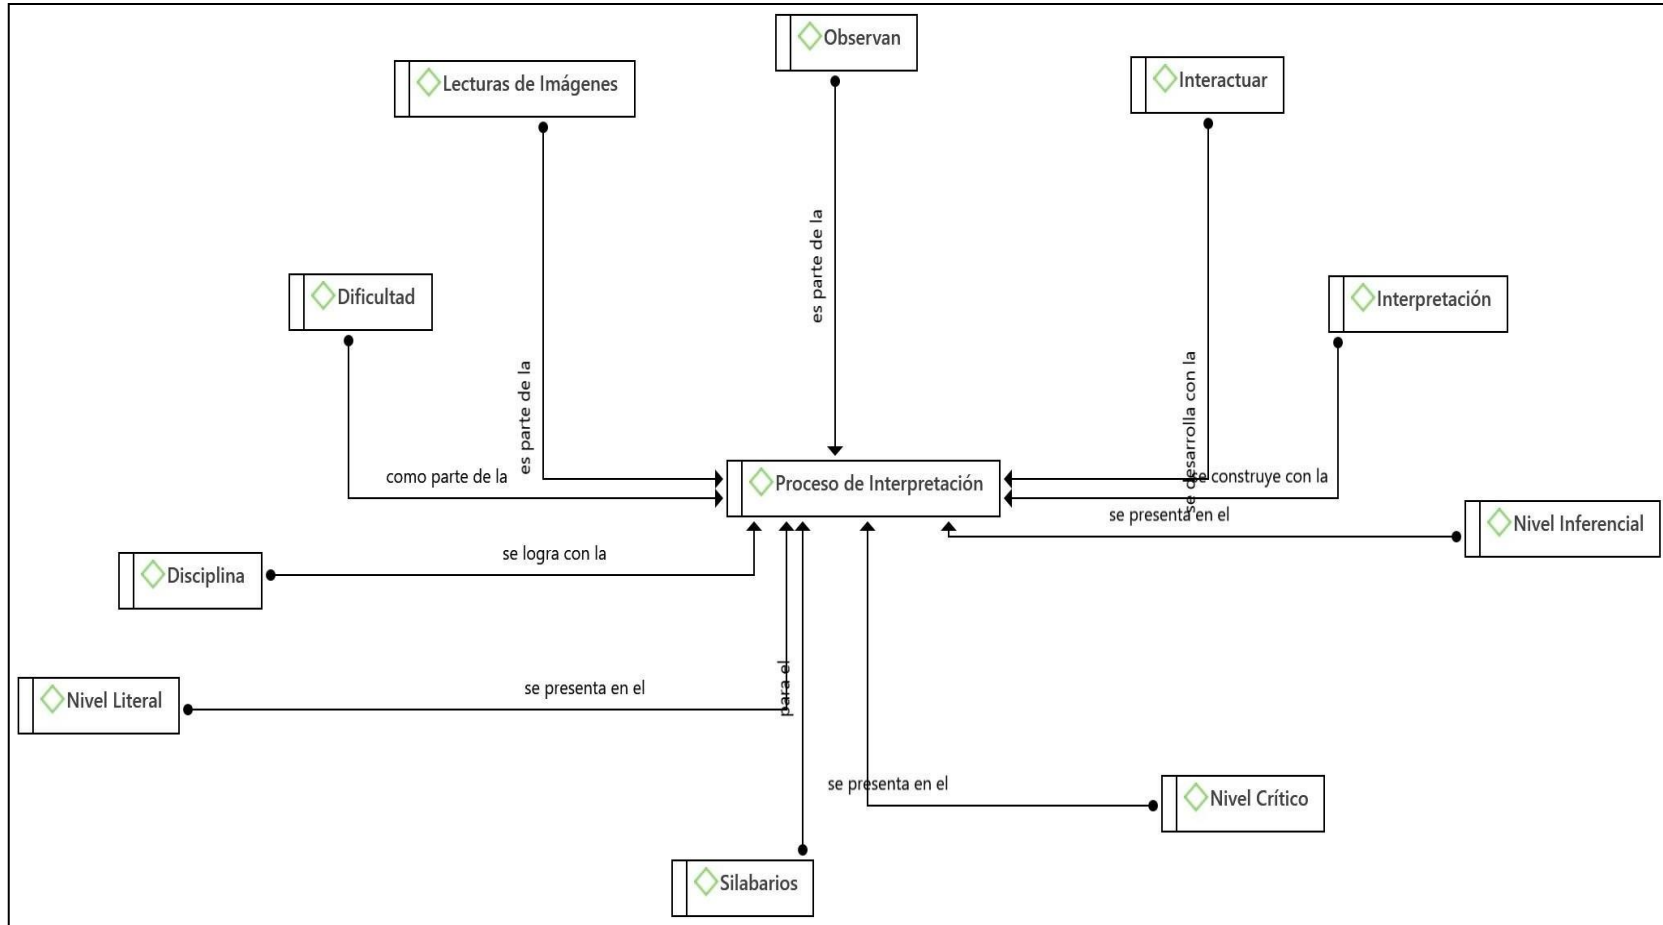 Observan
Lecturas de Imágenes
Interactuar
es parte de la
Dificultad
Interpretación
es parte de la
se desarrolla con la
como parte de la
Proceso de Interpretación
se construye con la
se presenta en el
Nivel Inferencial
se logra con la
Disciplina
Nivel Literal
se presenta en el
para el
se presenta en el
Nivel Crítico
Silabarios